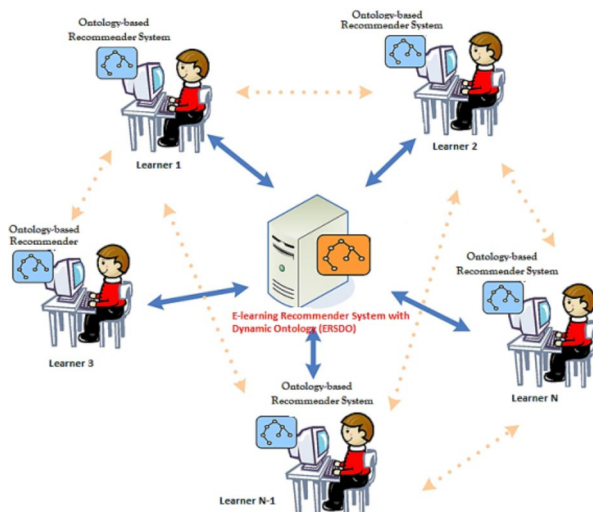 Ontology-based
Recommender System
Learner 1
Ontology-based
Recommender System
Learner 2
Ontology-based
Recommender
Learner 3
E-learning Recommender System with
Dynamic Ontology (ERSDO)
Ontology-based
Recommender System
Learner N
Ontology-based
Recommender System
Learner N-1